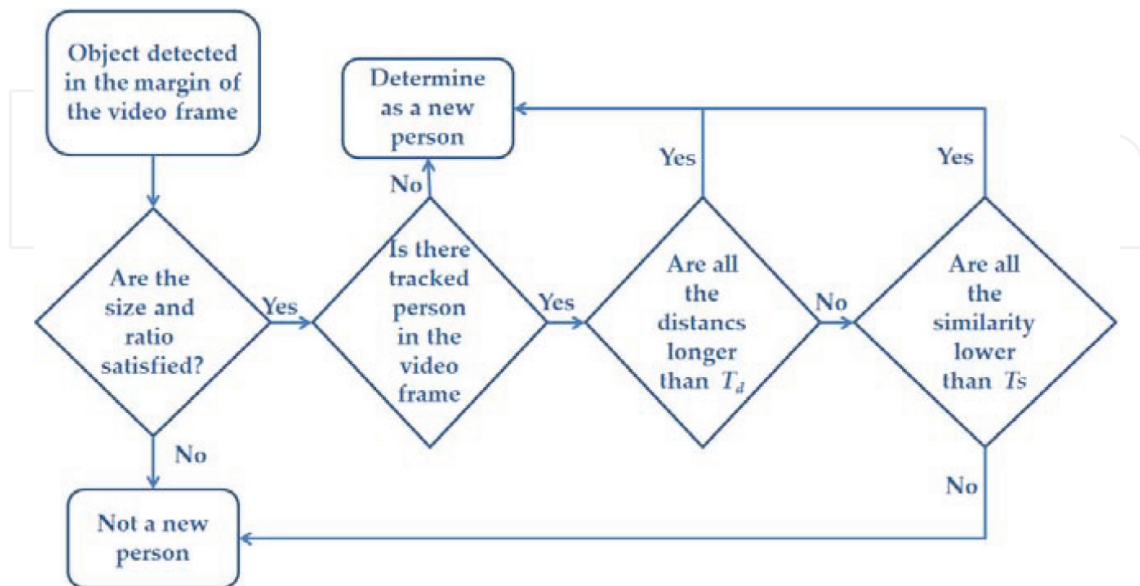 Object detected
in the margin of
the video frame
Determine
as a new
person
No
Yes
Yes
Are the
size and
ratio
satisfied?
Yes
Is there
tracked
person
in the
video
frame
Yes
Are all
the
distancs
longer
than T_d
No
Are all
the
similarity
lower
than Ts
No
No
Not a new
person